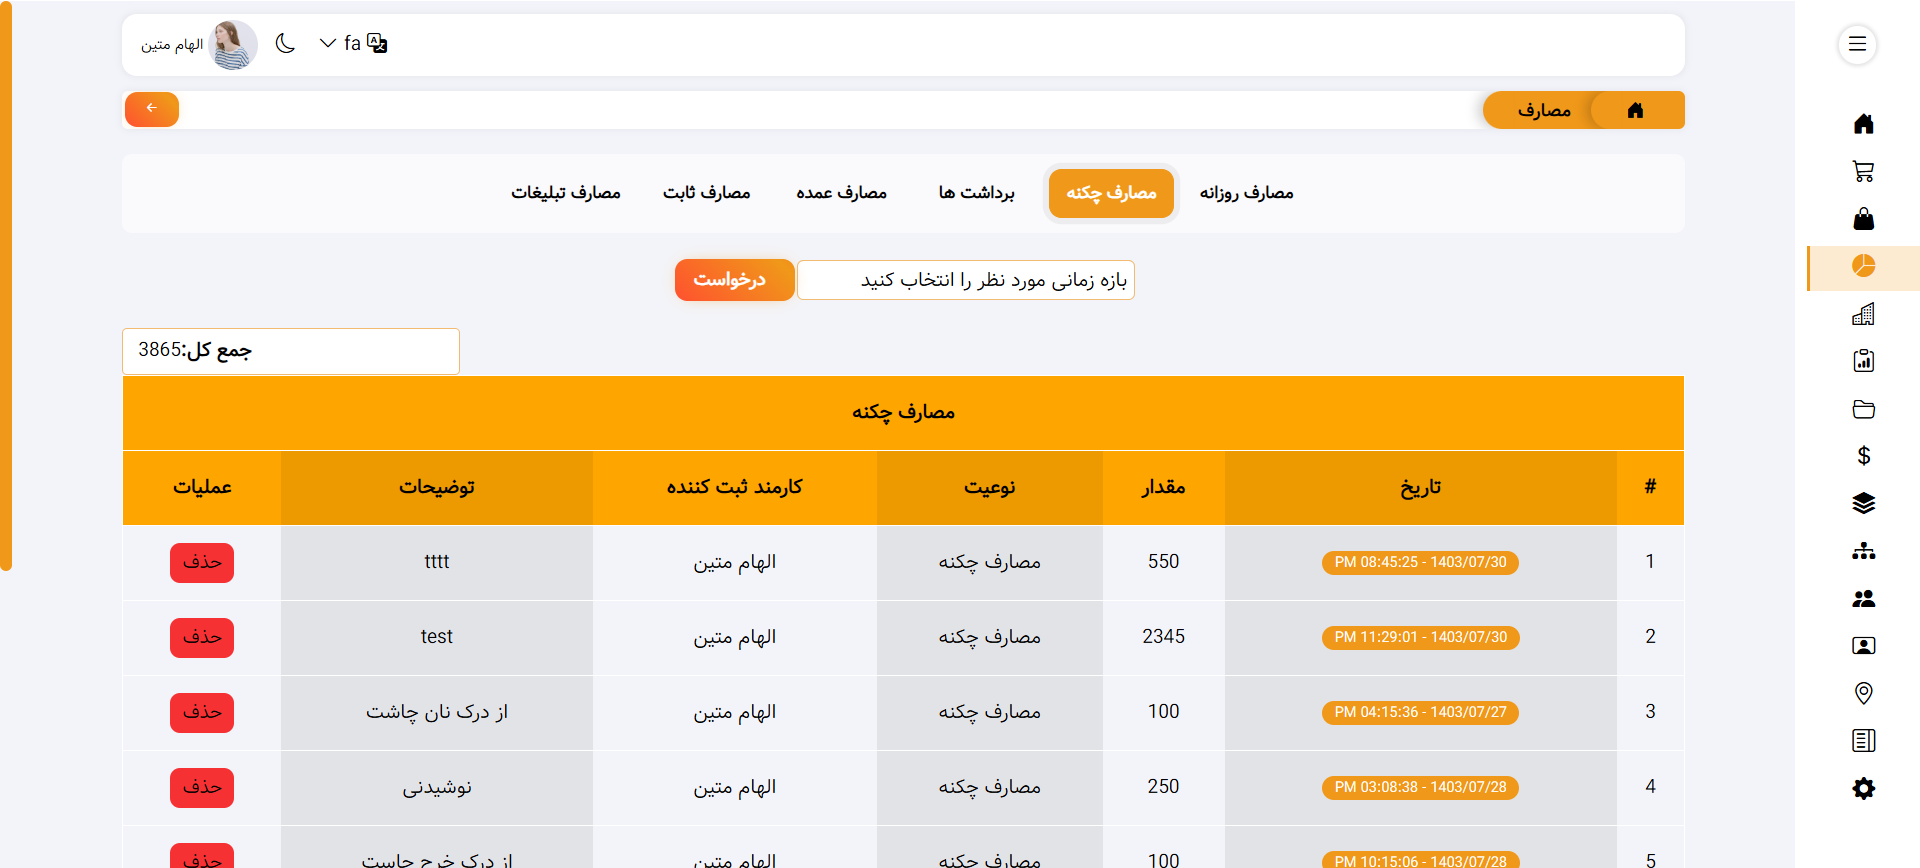 fa
الهام متین
مصارف
مصارف روزانه
مصارف چکنه
برداشت ها
مصارف عمده
مصارف ثابت
مصارف تبلیغات
بازه زمانی مورد نظر را انتخاب کنید
درخواست
جمع کل:3865
مصارف چکنه
# تاریخ مقدار نوعیت کارمند ثبت کننده توضیحات عملیات
1 1403/07/30 - 08:45:25 PM 550 مصارف چکنه الهام متین tttt حذف
2 1403/07/30 - 11:29:01 PM 2345 مصارف چکنه الهام متین test حذف
3 1403/07/27 - 04:15:36 PM 100 مصارف چکنه الهام متین از درک نان چاشت حذف
4 1403/07/28 - 03:08:38 PM 250 مصارف چکنه الهام متین نوشیدنی حذف
5 1403/07/28 - 10:15:06 PM 100 مصارف چکنه الهام متین از درک خرج چاست حذف